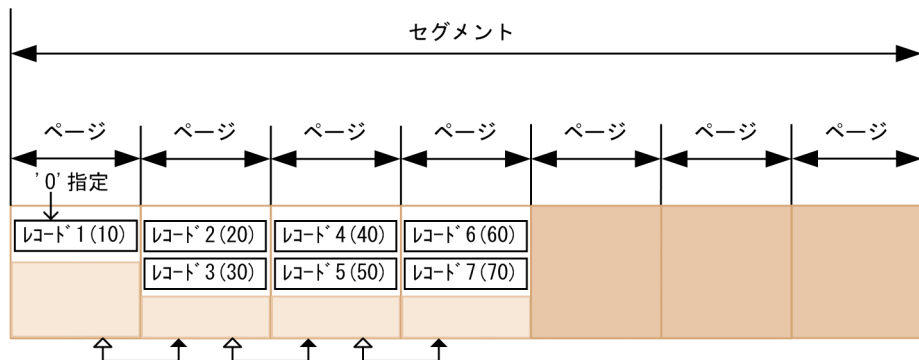 セグメント
ページ ページ ページ ページ ページ ページ ページ
'0'指定
ﾚｺｰﾄﾞ1(10) ﾚｺｰﾄﾞ2(20) ﾚｺｰﾄﾞ4(40) ﾚｺｰﾄﾞ6(60)
ﾚｺｰﾄﾞ3(30) ﾚｺｰﾄﾞ5(50) ﾚｺｰﾄﾞ7(70)